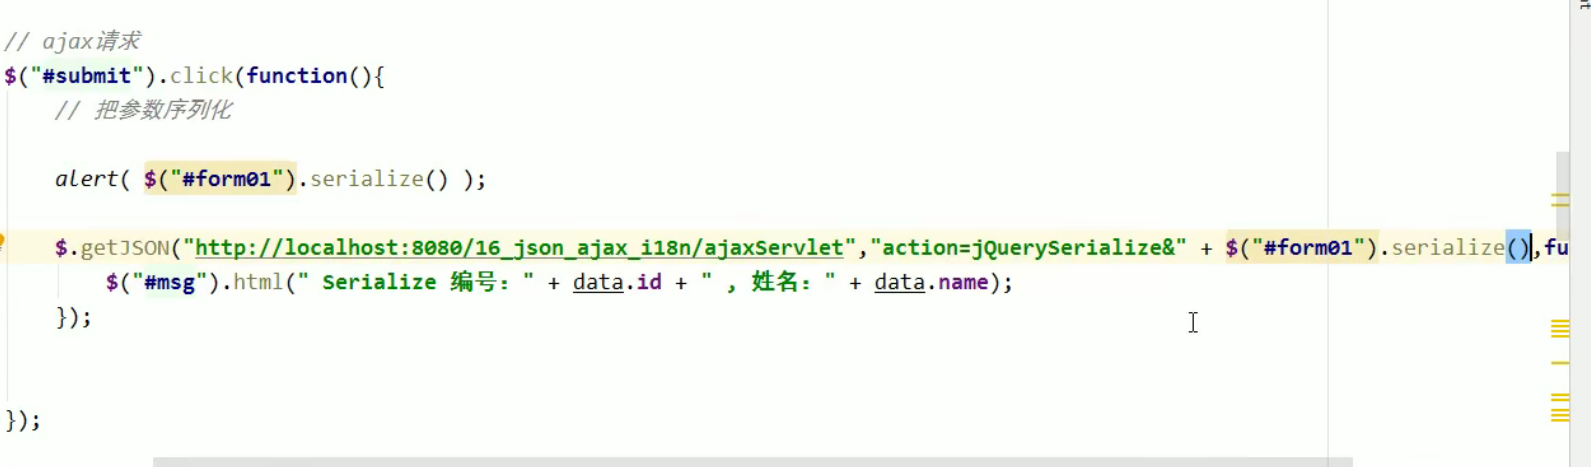 // ajax请求
$("#submit").click(function(){
// 把参数序列化
alert( $("#form01").serialize() );
$.getJSON("http://localhost:8080/16_json_ajax_i18n/ajaxServlet","action=jQuerySerialize&" + $("#form01").serialize(),fu
$("#msg").html(" Serialize 编号：" + data.id + " , 姓名：" + data.name);
});
});